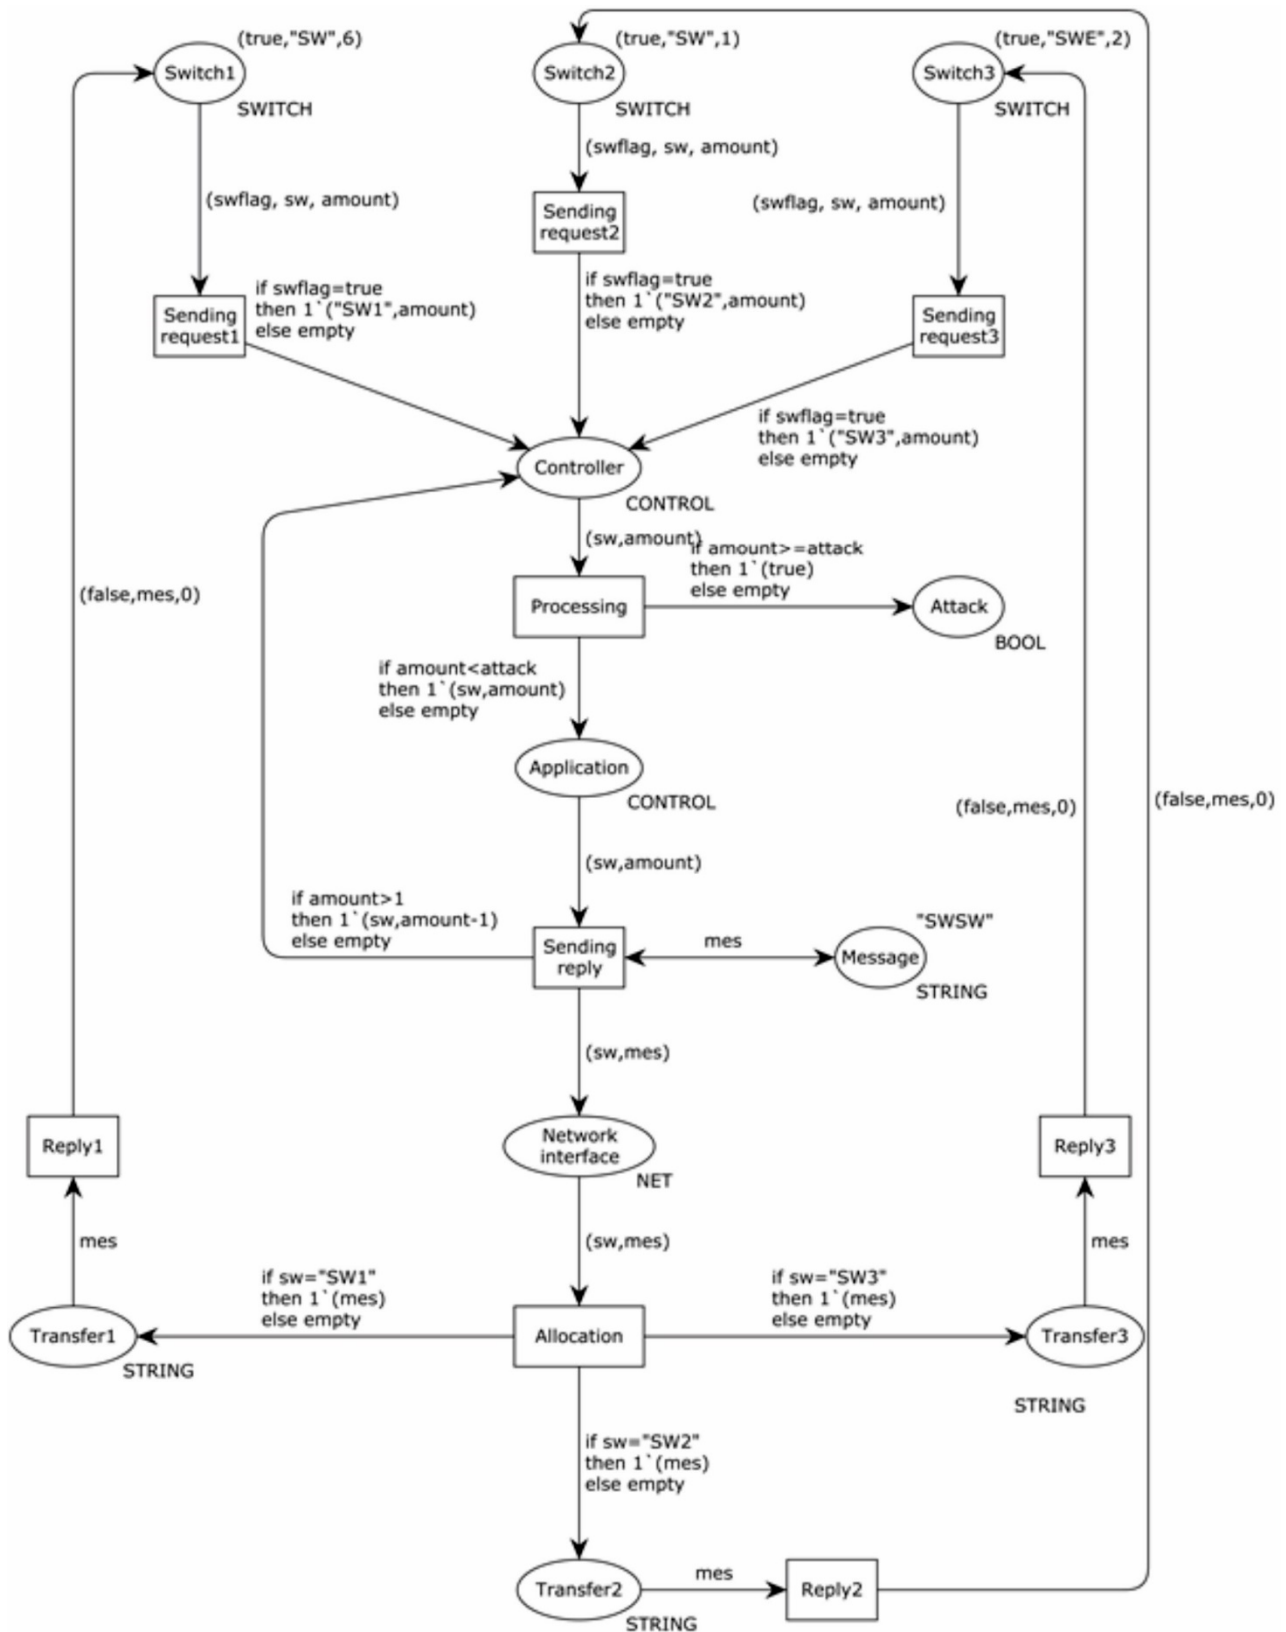 (true,"SW",6)
Switch1
SWITCH
(true,"SW",1)
Switch2
SWITCH
(true,"SWE",2)
Switch3
SWITCH
(swflag, sw, amount)
(swflag, sw, amount)
(swflag, sw, amount)
Sending
request2
if swflag=true
then 1`("SW2",amount)
else empty
Sending
request1
if swflag=true
then 1`("SW1",amount)
else empty
Sending
request3
if swflag=true
then 1`("SW3",amount)
else empty
Controller
CONTROL
(sw,amount)
if amount>=attack
then 1`(true)
else empty
Processing
Attack
BOOL
(false,mes,0)
if amount<attack
then 1`(sw,amount)
else empty
Application
CONTROL
(false,mes,0)
(false,mes,0)
(sw,amount)
if amount>1
then 1`(sw,amount-1)
else empty
Sending
reply
mes
"SWSW"
Message
STRING
(sw,mes)
Reply1
Network
interface
NET
Reply3
mes
(sw,mes)
mes
if sw="SW1"
then 1`(mes)
else empty
if sw="SW3"
then 1`(mes)
else empty
Transfer1
STRING
Allocation
Transfer3
STRING
if sw="SW2"
then 1`(mes)
else empty
Transfer2
STRING
mes
Reply2